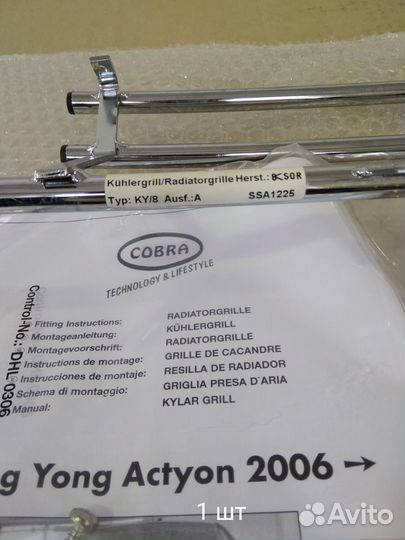 Kühlergrill/Radiatorgrille Herst.:
Typ: KY/8 Ausf.:A SSA1225
COBRA
TECHNOLOGY & LIFESTYLE
Control-No.: DHL-0306
Fitting Instructions: RADIATORGRILLE
Montageanleitung: KÜHLERGRILL
Montagevoorschrift: RADIATORGRILLE
Instructions de montage: GRILLE DE CACANDRE
Instrucciones de montaje: RESILLA DE RADIADOR
Schema di montaggio: GRIGLIA PRESA D'ARIA
Manual: KYLAR GRILL
g Yong Actyon 2006 →
1 шт
Avito